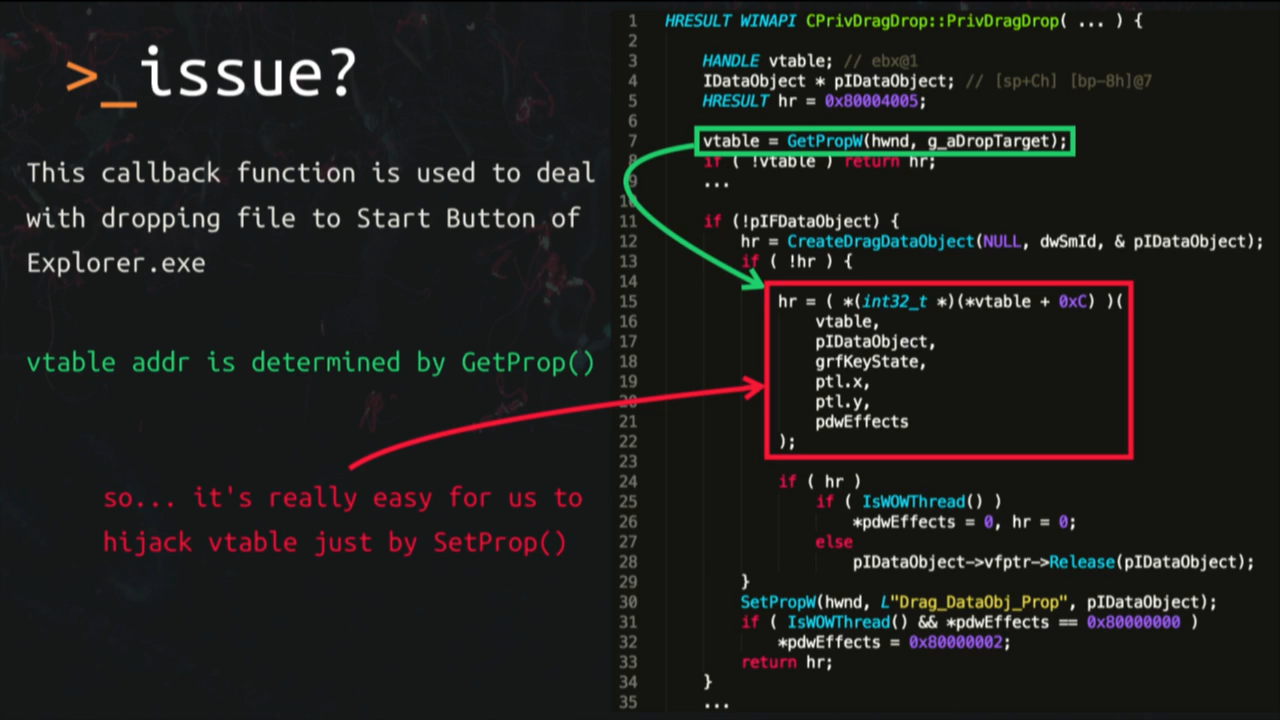 >_issue?
This callback function is used to deal
with dropping file to Start Button of
Explorer.exe
vtable addr is determined by GetProp()
so... it's really easy for us to
hijack vtable just by SetProp()
1 HRESULT WINAPI CPrivDragDrop::PrivDragDrop( ... ) {
2
3 HANDLE vtable; // ebx@1
4 IDataObject * pIDataObject; // [sp+Ch] [bp-8h]@7
5 HRESULT hr = 0x80004005;
6
7 vtable = GetPropW(hwnd, g_aDropTarget);
8 if ( !vtable ) return hr;
9 ...
10
11 if (!pIFDataObject) {
12 hr = CreateDragDataObject(NULL, dwSmId, & pIDataObject);
13 if ( !hr ) {
14
15 hr = ( *(int32_t *)(*vtable + 0xC) )(
16 vtable,
17 pIDataObject,
18 grfKeyState,
19 ptl.x,
20 ptl.y,
21 pdwEffects
22 );
23
24 if ( hr )
25 if ( IsWOWThread() )
26 *pdwEffects = 0, hr = 0;
27 else
28 pIDataObject->vfptr->Release(pIDataObject);
29 }
30 SetPropW(hwnd, L"Drag_DataObj_Prop", pIDataObject);
31 if ( IsWOWThread() && *pdwEffects == 0x80000000 )
32 *pdwEffects = 0x80000002;
33 return hr;
34 }
35 ...